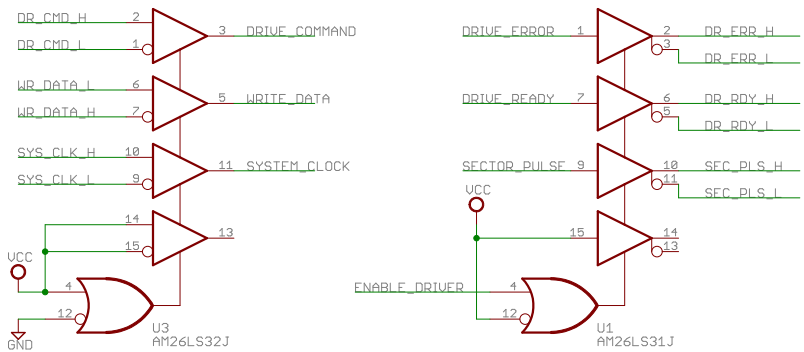 DR_CMD_H 2
3 DRIVE_COMMAND
DR_CMD_L 1
WR_DATA_L 6
5 WRITE_DATA
WR_DATA_H 7
SYS_CLK_H 10
11 SYSTEM_CLOCK
SYS_CLK_L 9
14
13
15
VCC
4
12
GND
U3
AM26LS32J
DRIVE_ERROR 1
2 DR_ERR_H
3
DR_ERR_L
DRIVE_READY 7
6 DR_RDY_H
5
DR_RDY_L
SECTOR_PULSE 9
10 SEC_PLS_H
11
SEC_PLS_L
VCC
15
14
13
ENABLE_DRIVER 4
12
U1
AM26LS31J